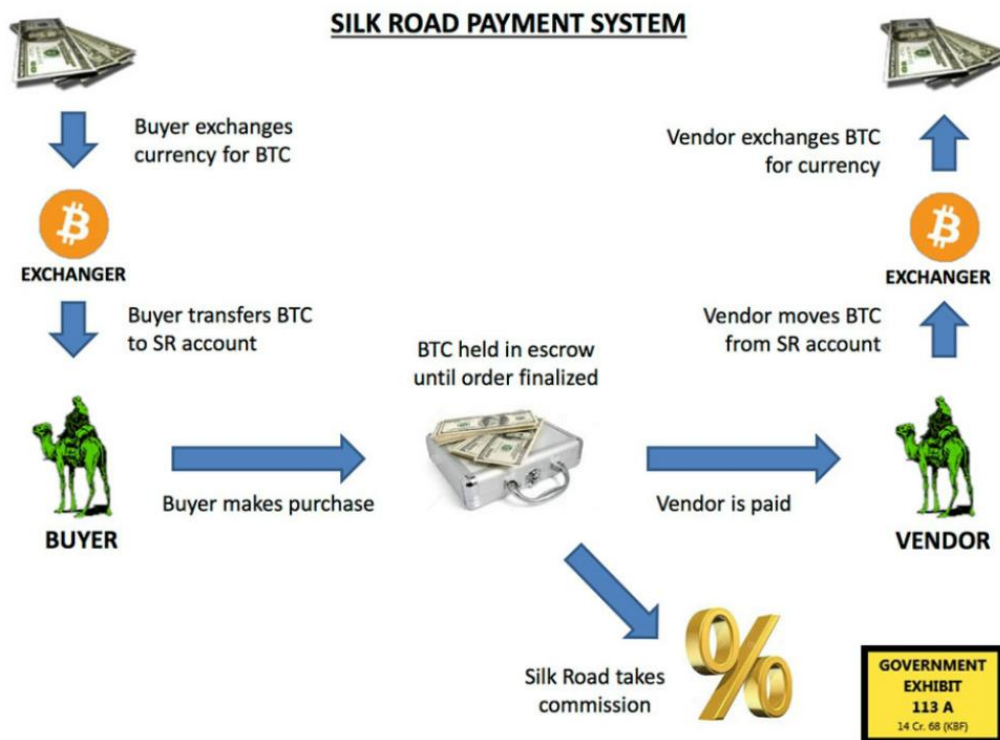 SILK ROAD PAYMENT SYSTEM
Buyer exchanges
currency for BTC
EXCHANGER
Buyer transfers BTC
to SR account
BUYER
Buyer makes purchase
BTC held in escrow
until order finalized
Vendor is paid
Silk Road takes
commission
VENDOR
Vendor moves BTC
from SR account
EXCHANGER
Vendor exchanges BTC
for currency
GOVERNMENT
EXHIBIT
113 A
14 Cr. 68 (KBF)